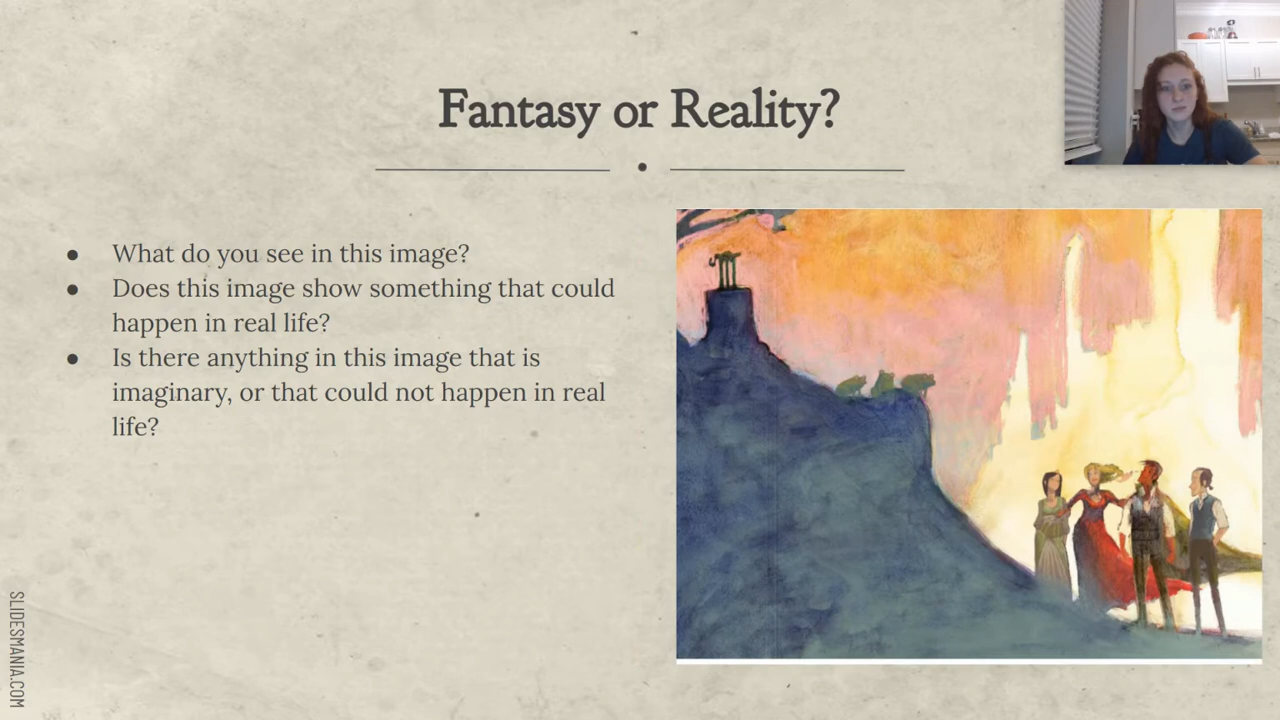 Fantasy or Reality?
● What do you see in this image?
● Does this image show something that could
happen in real life?
● Is there anything in this image that is
imaginary, or that could not happen in real
life?
SLIDESMANIA.COM